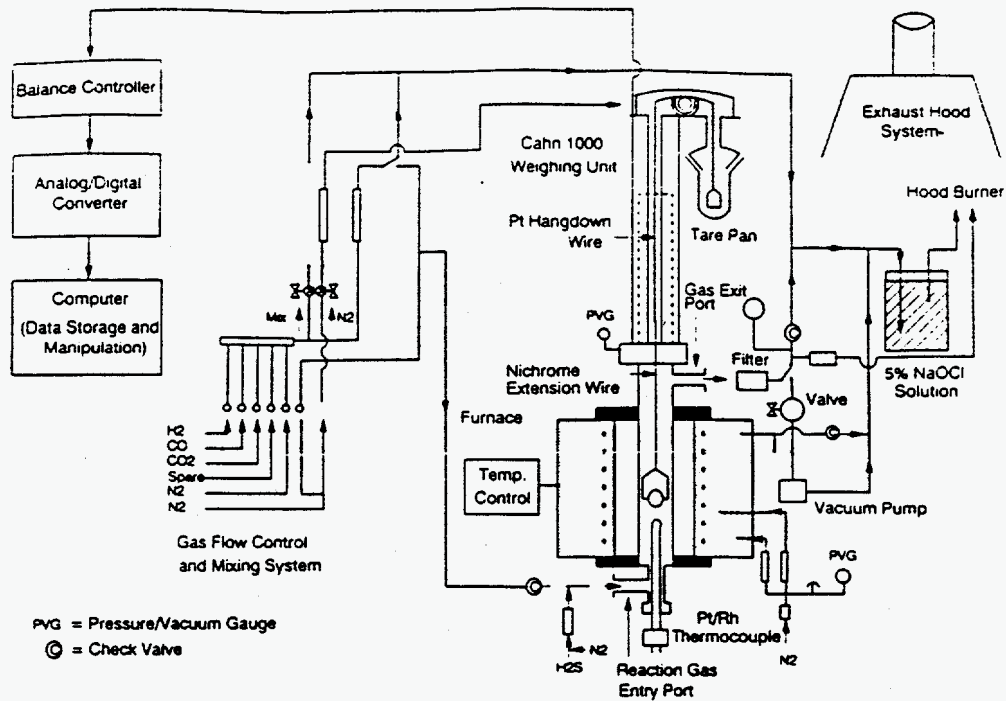 Balance Controller
Analog/Digital
Converter
Computer
(Data Storage and
Manipulation)
Cahn 1000
Weighing Unit
Pt Hangdown
Wire
Tare Pan
Exhaust Hood
System-
Hood Burner
Gas Exit
Port
PVG
Mix
N2
Nichrome
Extension Wire
Filter
5% NaOCl
Solution
Valve
Furnace
H2
CO
CO2
Spare
N2
N2
Temp.
Control
Vacuum Pump
Gas Flow Control
and Mixing System
PVG
PVG = Pressure/Vacuum Gauge
© = Check Valve
Pt/Rh
Thermocouple
N2
N2
H2S
Reaction Gas
Entry Port